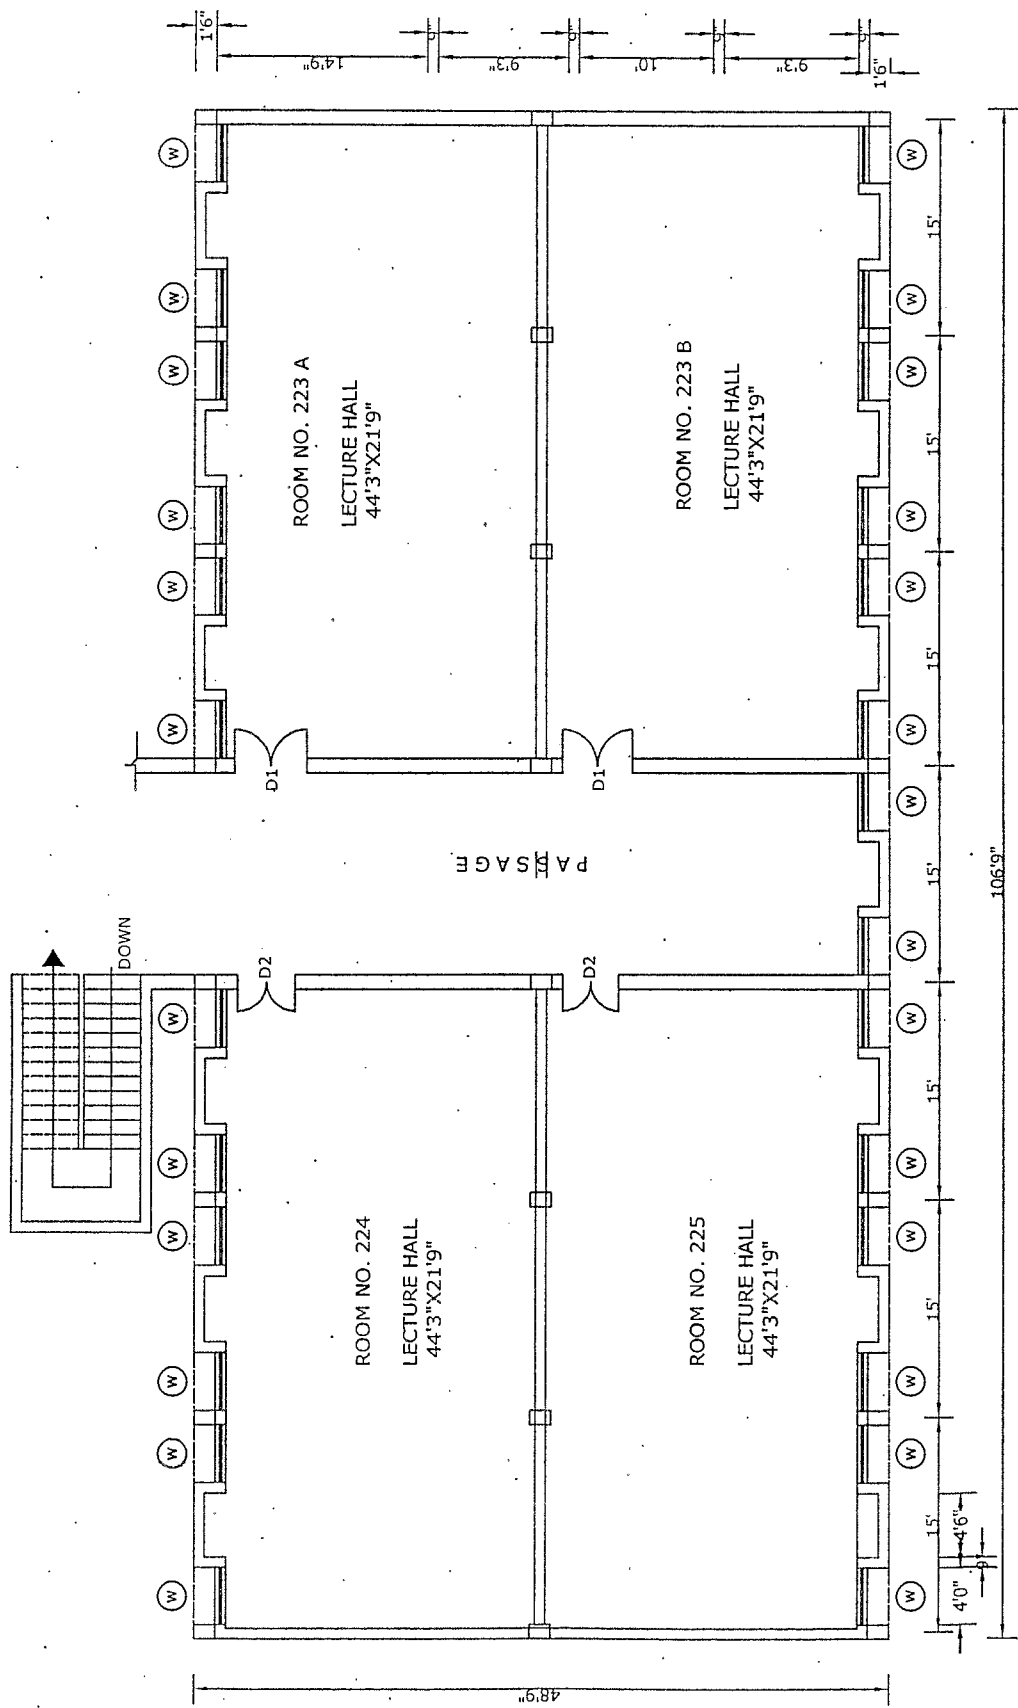 1'6"
14'9"
9'3"
10'
9'3"
1'6"
W
W
W
W
W
W
ROOM NO. 223 A
LECTURE HALL
44'3"X21'9"
ROOM NO. 223 B
LECTURE HALL
44'3"X21'9"
W
W
W
W
W
W
15'
15'
15'
D1
D1
PASSAGE
W
W
15'
106'9"
DOWN
D2
D2
W
W
W
W
W
W
ROOM NO. 224
LECTURE HALL
44'3"X21'9"
ROOM NO. 225
LECTURE HALL
44'3"X21'9"
W
W
W
W
W
W
15'
15'
15'
4'6"
9"
4'0"
48'9"